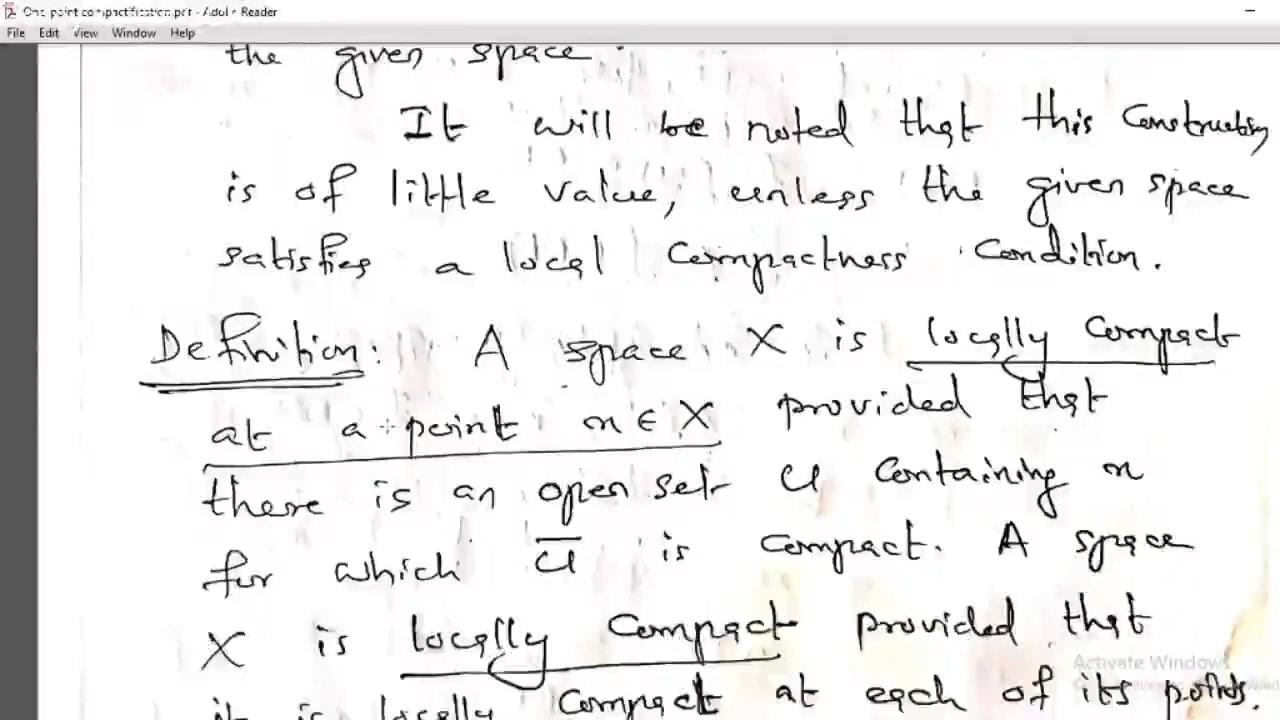 One point compactification.pdf - Adobe Reader
File Edit View Window Help
the given space.
It will be noted that this Construction
is of little value, unless the given space
satisfies a local Compactness Condition.
Definition: A space X is locally Compact
at a point x ∈ X provided that
there is an open set U containing x
for which U̅ is compact. A space
X is locally Compact provided that
Activate Windows
it is locally Compact at each of its points.